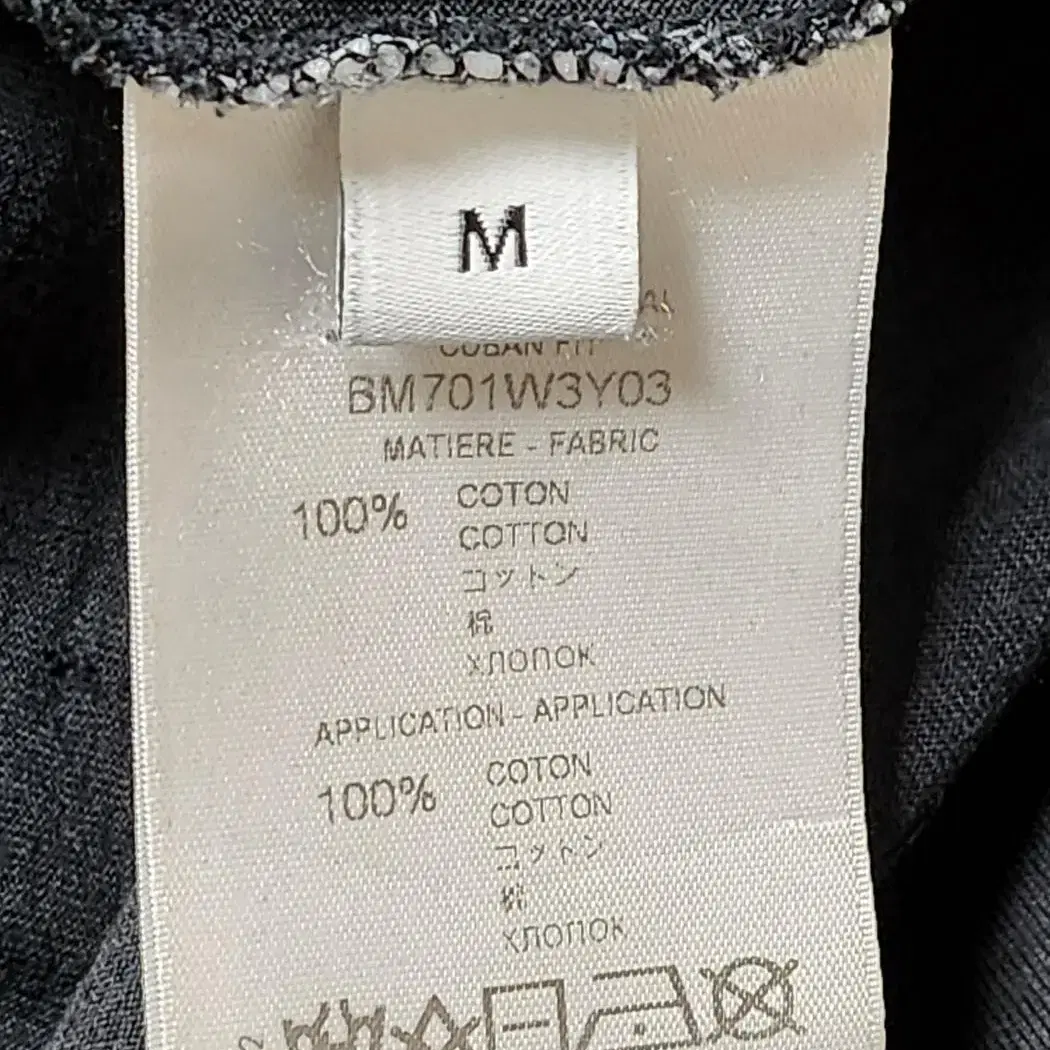 M
CUBAN FIT
BM701W3Y03
MATIERE - FABRIC
100% COTON
COTTON
コットン
棉
ХЛОПОК
APPLICATION - APPLICATION
100% COTON
COTTON
コットン
棉
ХЛОПОК